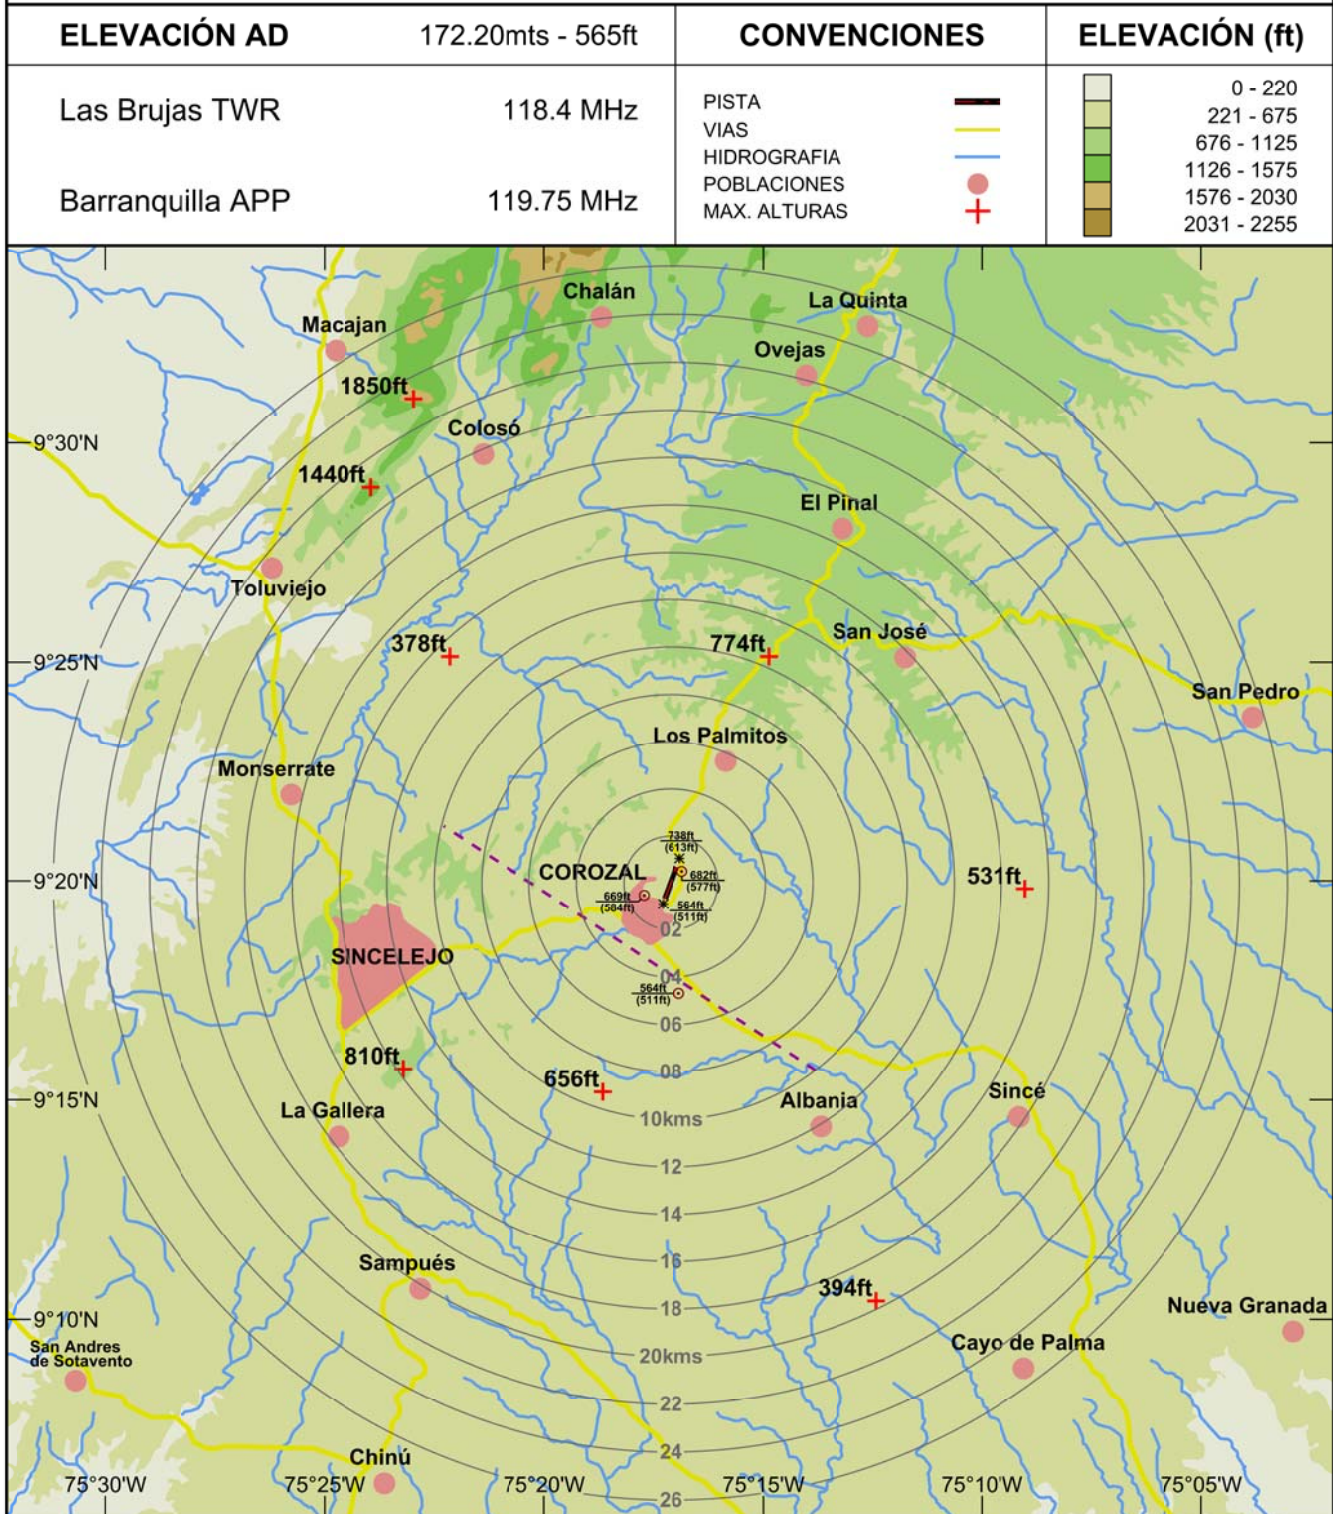 ELEVACIÓN AD 172.20mts - 565ft
Las Brujas TWR 118.4 MHz
Barranquilla APP 119.75 MHz
CONVENCIONES
PISTA
VIAS
HIDROGRAFIA
POBLACIONES
MAX. ALTURAS
ELEVACIÓN (ft)
0 - 220
221 - 675
676 - 1125
1126 - 1575
1576 - 2030
2031 - 2255
Chalán
La Quinta
Macajan
Ovejas
1850ft
Colosó
9°30'N
1440ft
El Pinal
Toluviejo
San José
378ft
774ft
9°25'N
San Pedro
Los Palmitos
Monserrate
738ft
(613ft)
COROZAL
682ft
(577ft)
531ft
9°20'N
669ft
(504ft)
564ft
(511ft)
02
SINCELEJO
04
564ft
(511ft)
06
810ft
08
656ft
9°15'N
Albania
Sincé
La Gallera
10kms
12
14
16
Sampués
394ft
18
Nueva Granada
9°10'N
San Andres
de Sotavento
Cayo de Palma
20kms
22
24
Chinú
75°30'W
75°25'W
75°20'W
75°15'W
75°10'W
75°05'W
26